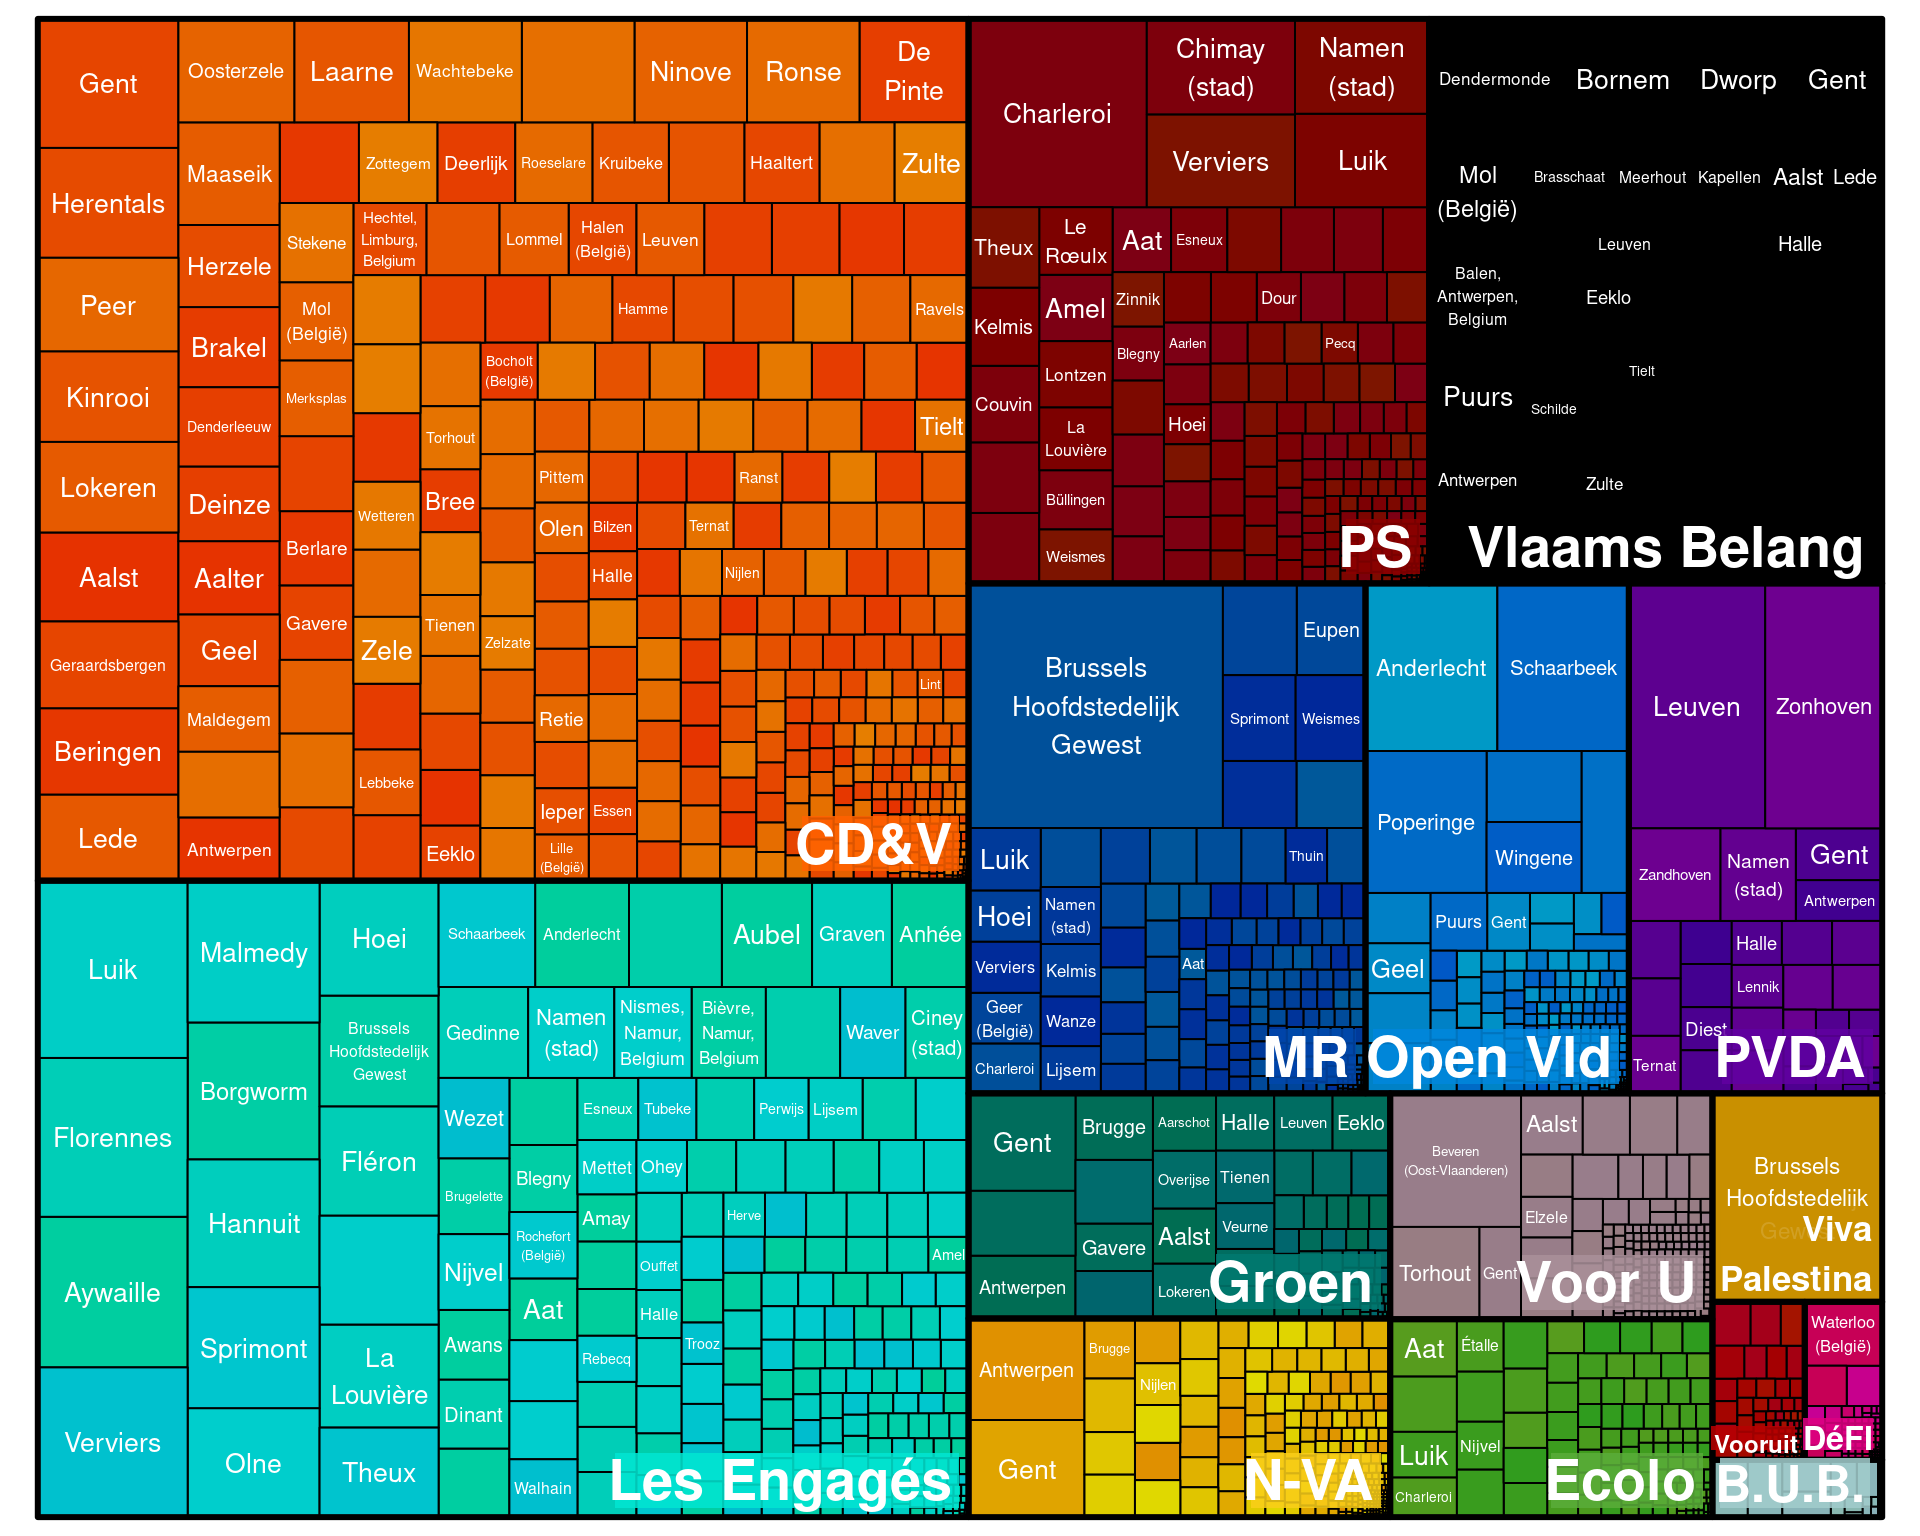 Gent
Oosterzele
Laarne
Wachtebeke
Ninove
Ronse
De
Pinte
Herentals
Maaseik
Zottegem
Deerlijk
Roeselare
Kruibeke
Haaltert
Zulte
Peer
Herzele
Stekene
Hechtel,
Limburg,
Belgium
Lommel
Halen
(België)
Leuven
Kinrooi
Brakel
Mol
(België)
Hamme
Ravels
Lokeren
Denderleeuw
Merksplas
Torhout
Bocholt
(België)
Tielt
Aalst
Deinze
Berlare
Wetteren
Bree
Pittem
Ranst
Olen
Bilzen
Ternat
Halle
Nijlen
Geraardsbergen
Aalter
Gavere
Zele
Tienen
Zelzate
Lint
Beringen
Geel
Maldegem
Lebbeke
Retie
Lede
Antwerpen
Eeklo
Ieper
Essen
Lille
(België)
CD&V
Charleroi
Chimay
(stad)
Namen
(stad)
Verviers
Luik
Theux
Le
Rœulx
Aat
Esneux
Kelmis
Amel
Zinnik
Dour
Couvin
Lontzen
Blegny
Aarlen
Pecq
La
Louvière
Hoei
Büllingen
Weismes
PS
Dendermonde
Bornem
Dworp
Gent
Mol
(België)
Brasschaat
Meerhout
Kapellen
Aalst
Lede
Leuven
Halle
Balen,
Antwerpen,
Belgium
Eeklo
Tielt
Puurs
Schilde
Antwerpen
Zulte
Vlaams Belang
Brussels
Hoofdstedelijk
Gewest
Eupen
Sprimont
Weismes
Luik
Thuin
Hoei
Namen
(stad)
Verviers
Kelmis
Aat
Geer
(België)
Wanze
Charleroi
Lijsem
MR
Anderlecht
Schaarbeek
Poperinge
Wingene
Puurs
Gent
Geel
Open Vld
Leuven
Zonhoven
Zandhoven
Namen
(stad)
Gent
Antwerpen
Halle
Lennik
Diest
Ternat
PVDA
Luik
Malmedy
Hoei
Schaarbeek
Anderlecht
Aubel
Graven
Anhée
Florennes
Borgworm
Brussels
Hoofdstedelijk
Gewest
Gedinne
Namen
(stad)
Nismes,
Namur,
Belgium
Bièvre,
Namur,
Belgium
Waver
Ciney
(stad)
Aywaille
Hannuit
Fléron
Wezet
Esneux
Tubeke
Perwijs
Lijsem
Brugelette
Blegny
Mettet
Ohey
Verviers
Sprimont
La
Louvière
Nijvel
Rochefort
(België)
Amay
Herve
Amel
Ouffet
Olne
Theux
Awans
Aat
Halle
Trooz
Rebecq
Dinant
Walhain
Les Engagés
Gent
Brugge
Aarschot
Halle
Leuven
Eeklo
Overijse
Tienen
Gavere
Aalst
Veurne
Antwerpen
Lokeren
Groen
Beveren
(Oost-Vlaanderen)
Aalst
Elzele
Torhout
Gent
Voor U
Brussels
Hoofdstedelijk
Gewest
Viva
Palestina
Antwerpen
Brugge
Nijlen
Gent
N-VA
Aat
Étalle
Luik
Nijvel
Charleroi
Ecolo
Vooruit
Waterloo
(België)
DéFI
B.U.B.